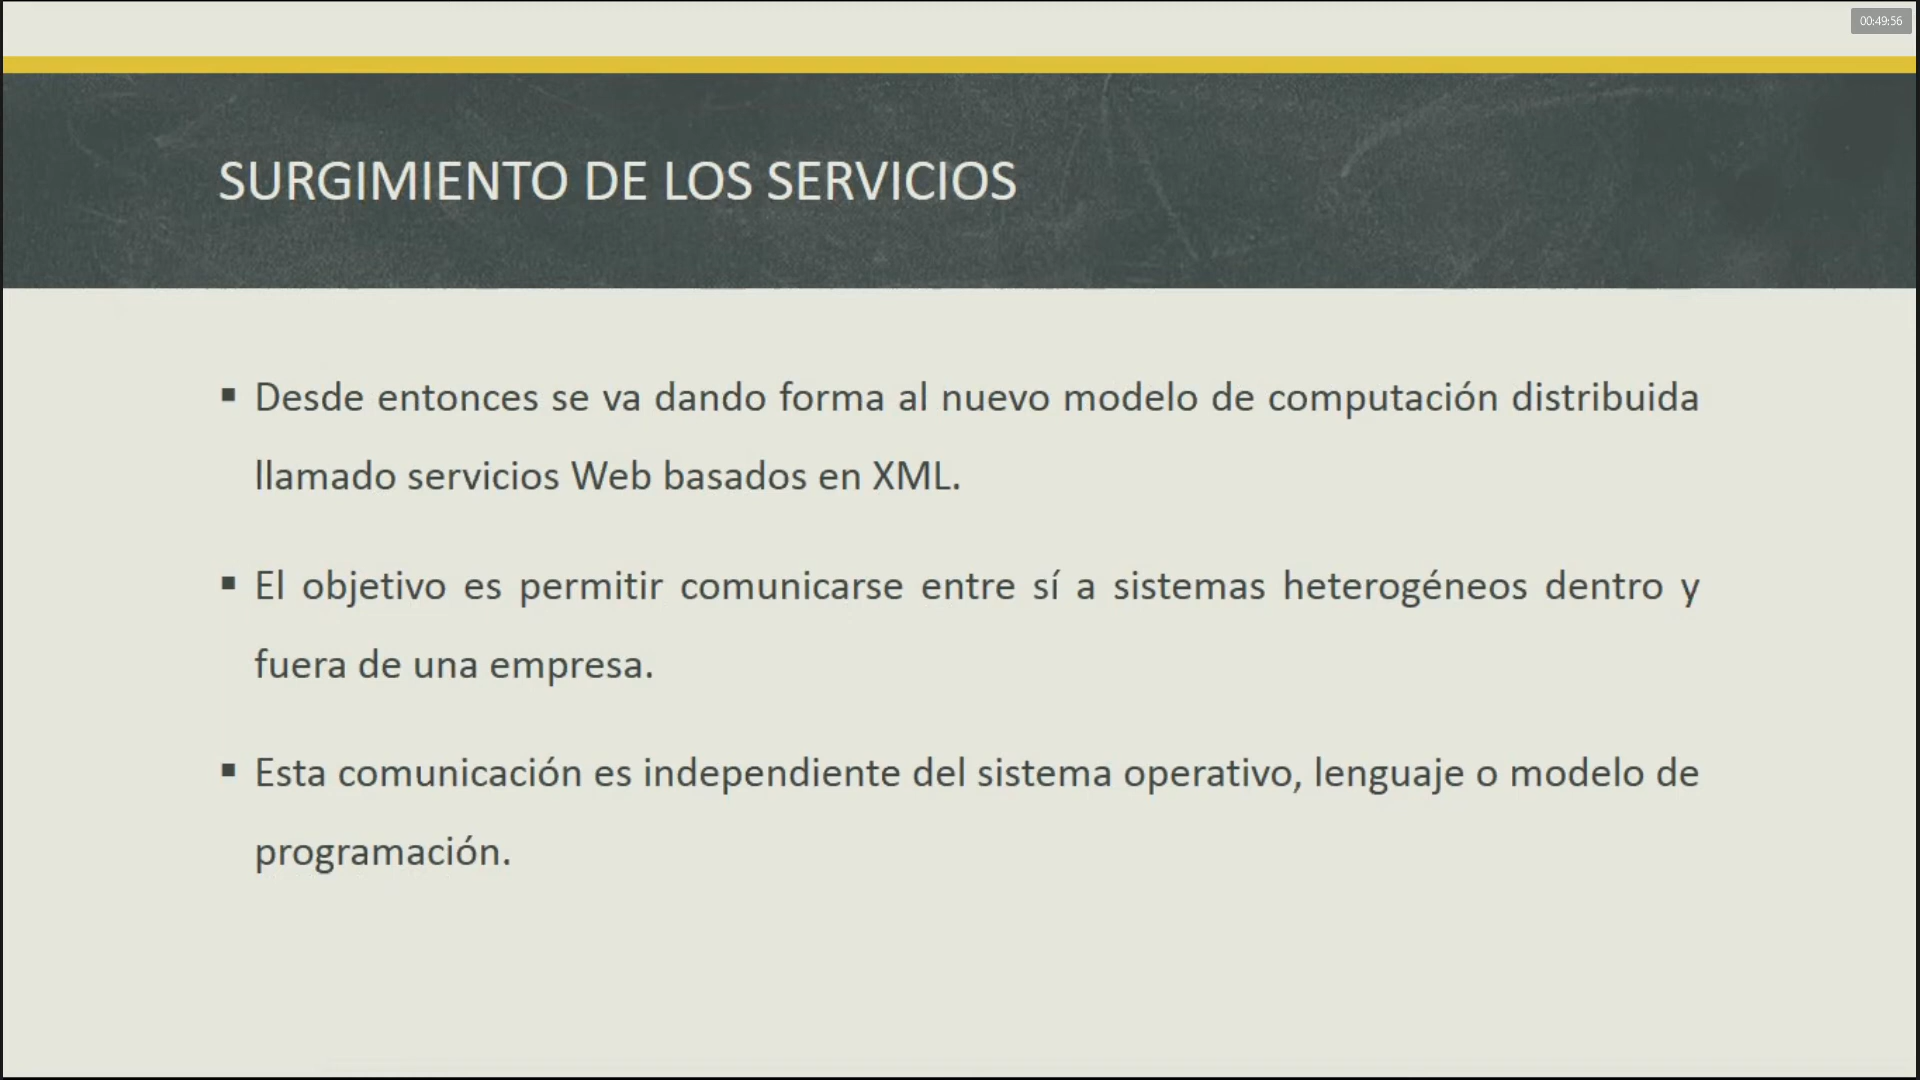 00:49:56
SURGIMIENTO DE LOS SERVICIOS
▪ Desde entonces se va dando forma al nuevo modelo de computación distribuida
llamado servicios Web basados en XML.
▪ El objetivo es permitir comunicarse entre sí a sistemas heterogéneos dentro y
fuera de una empresa.
▪ Esta comunicación es independiente del sistema operativo, lenguaje o modelo de
programación.